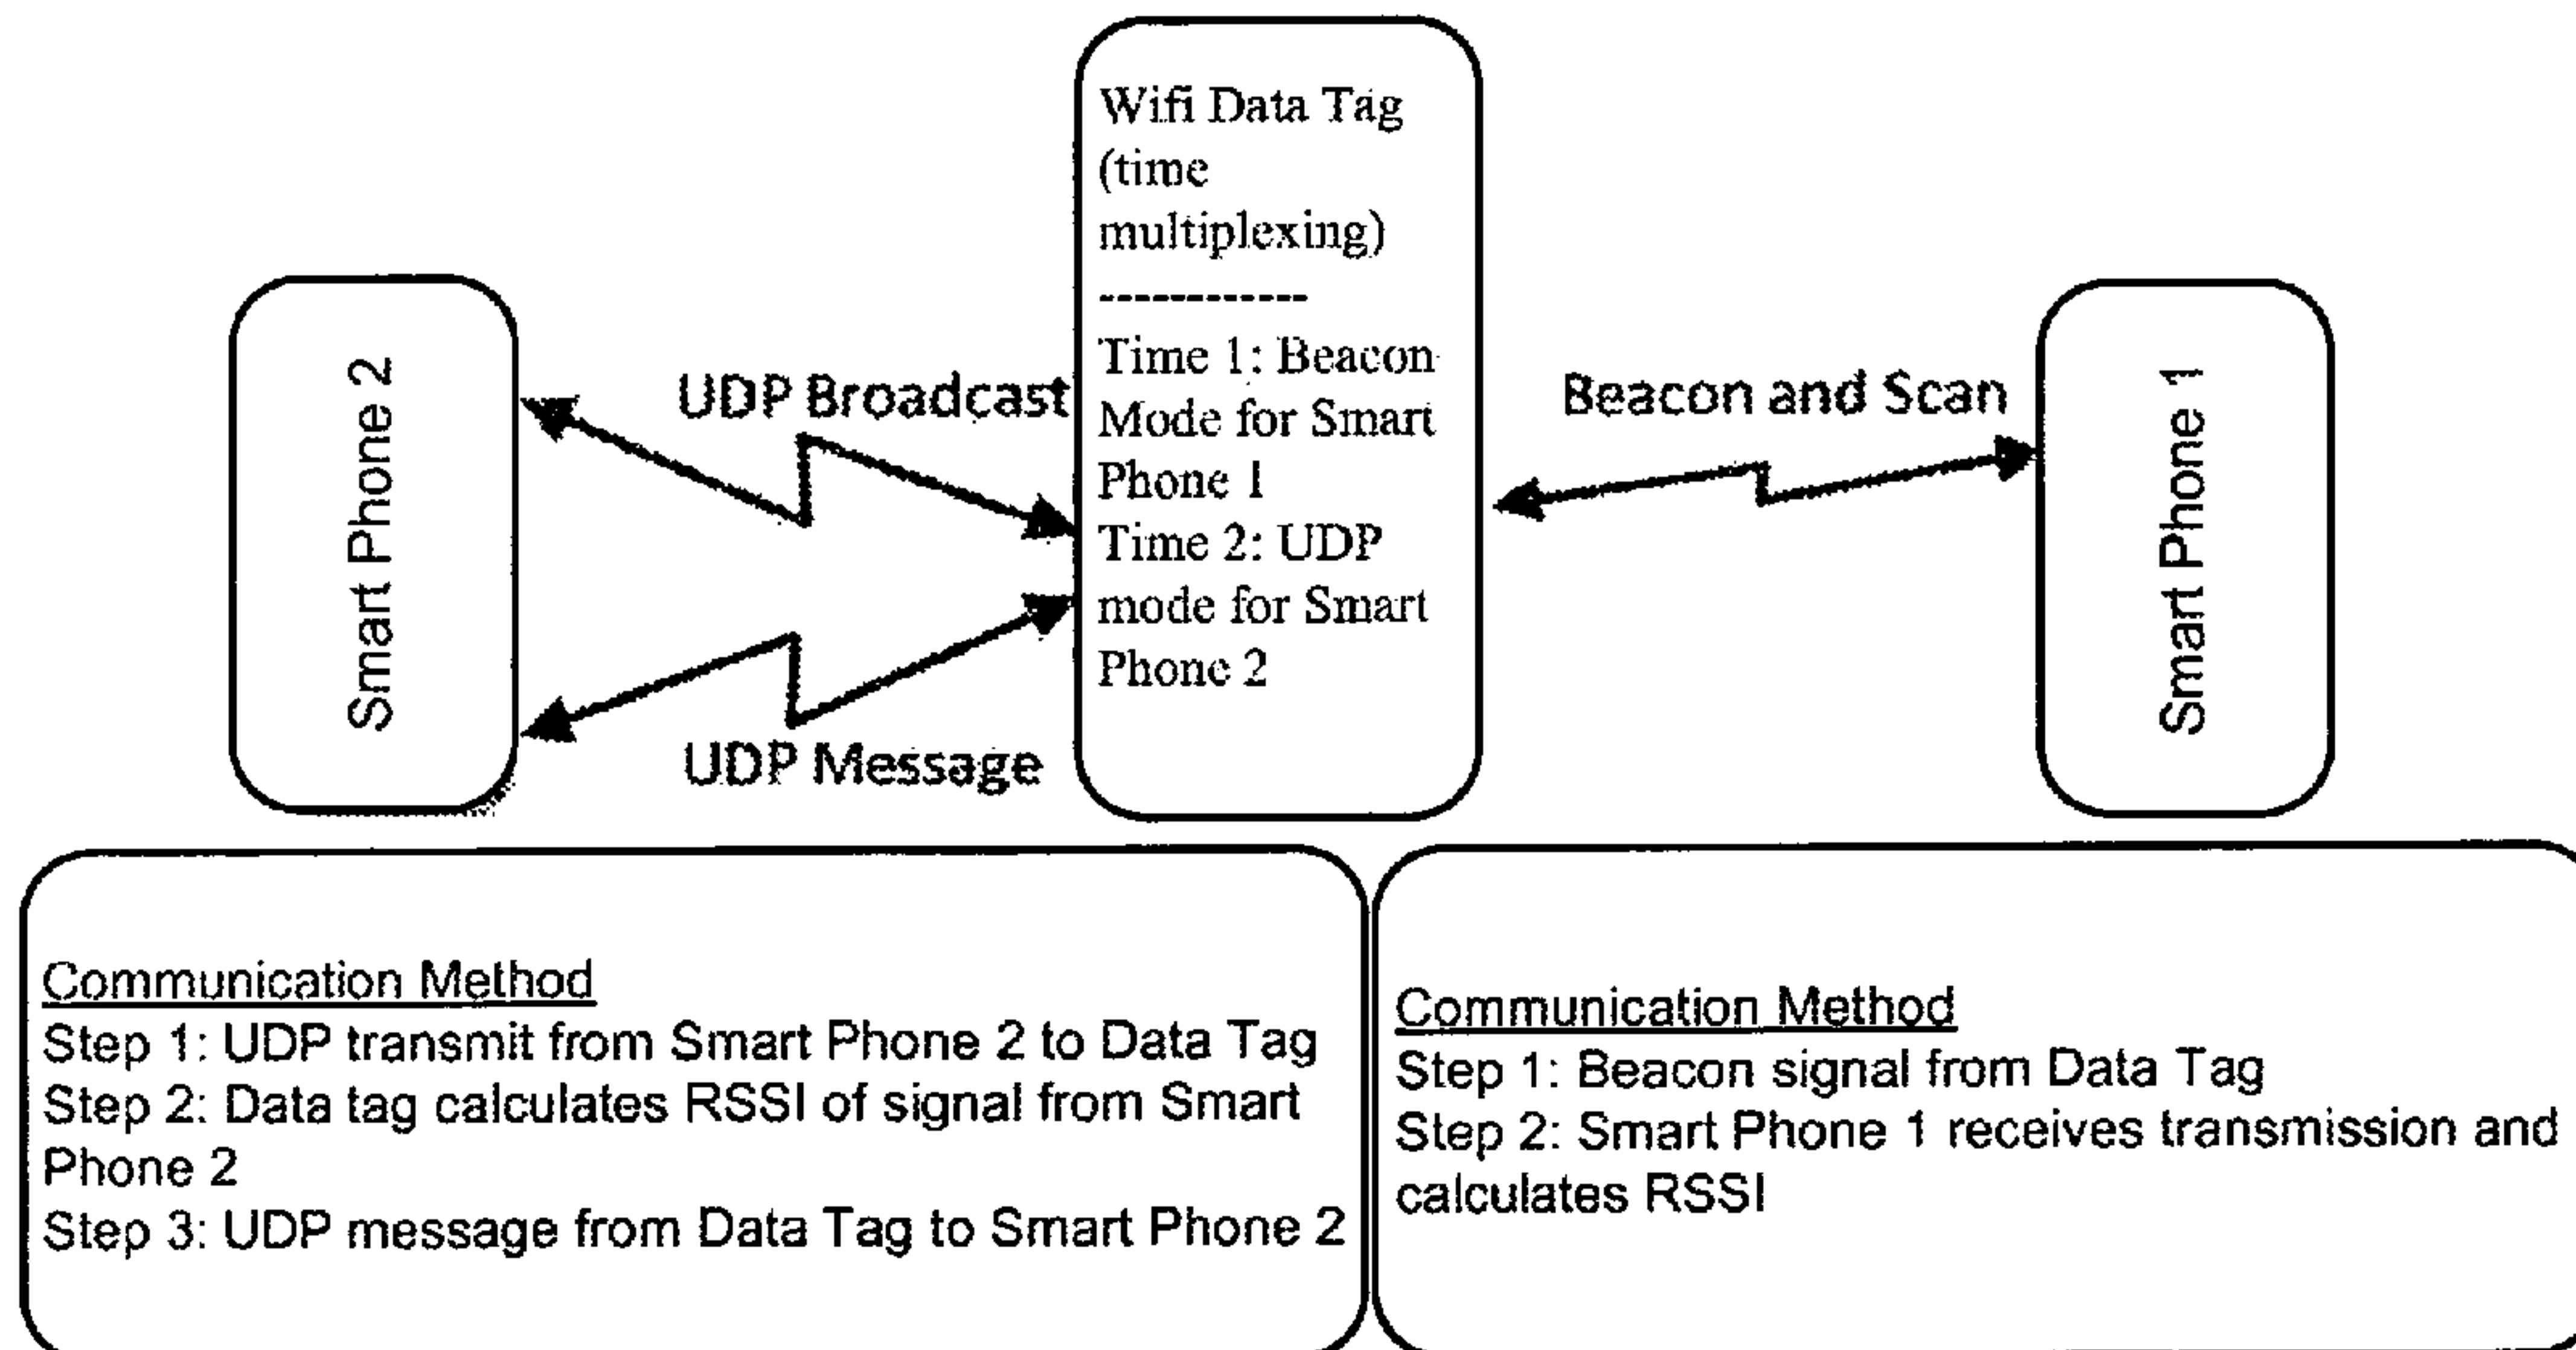 Wifi Data Tag
(time
multiplexing)
------------
Time 1: Beacon
Mode for Smart
Phone 1
Time 2: UDP
mode for Smart
Phone 2
Smart Phone 2
UDP Broadcast
UDP Message
Beacon and Scan
Smart Phone 1
Communication Method
Step 1: UDP transmit from Smart Phone 2 to Data Tag
Step 2: Data tag calculates RSSI of signal from Smart
Phone 2
Step 3: UDP message from Data Tag to Smart Phone 2
Communication Method
Step 1: Beacon signal from Data Tag
Step 2: Smart Phone 1 receives transmission and
calculates RSSI